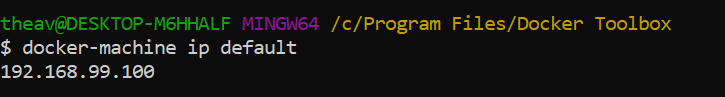 theav@DESKTOP-M6HHALF MINGW64 /c/Program Files/Docker Toolbox
$ docker-machine ip default
192.168.99.100